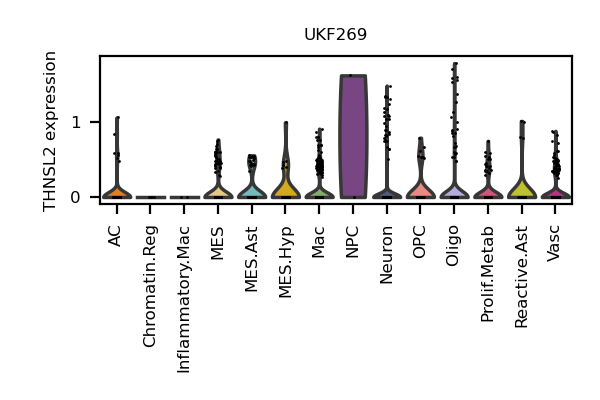 UKF269
THNSL2 expression
1
0
AC
Chromatin.Reg
Inflammatory.Mac
MES
MES.Ast
MES.Hyp
Mac
NPC
Neuron
OPC
Oligo
Prolif.Metab
Reactive.Ast
Vasc